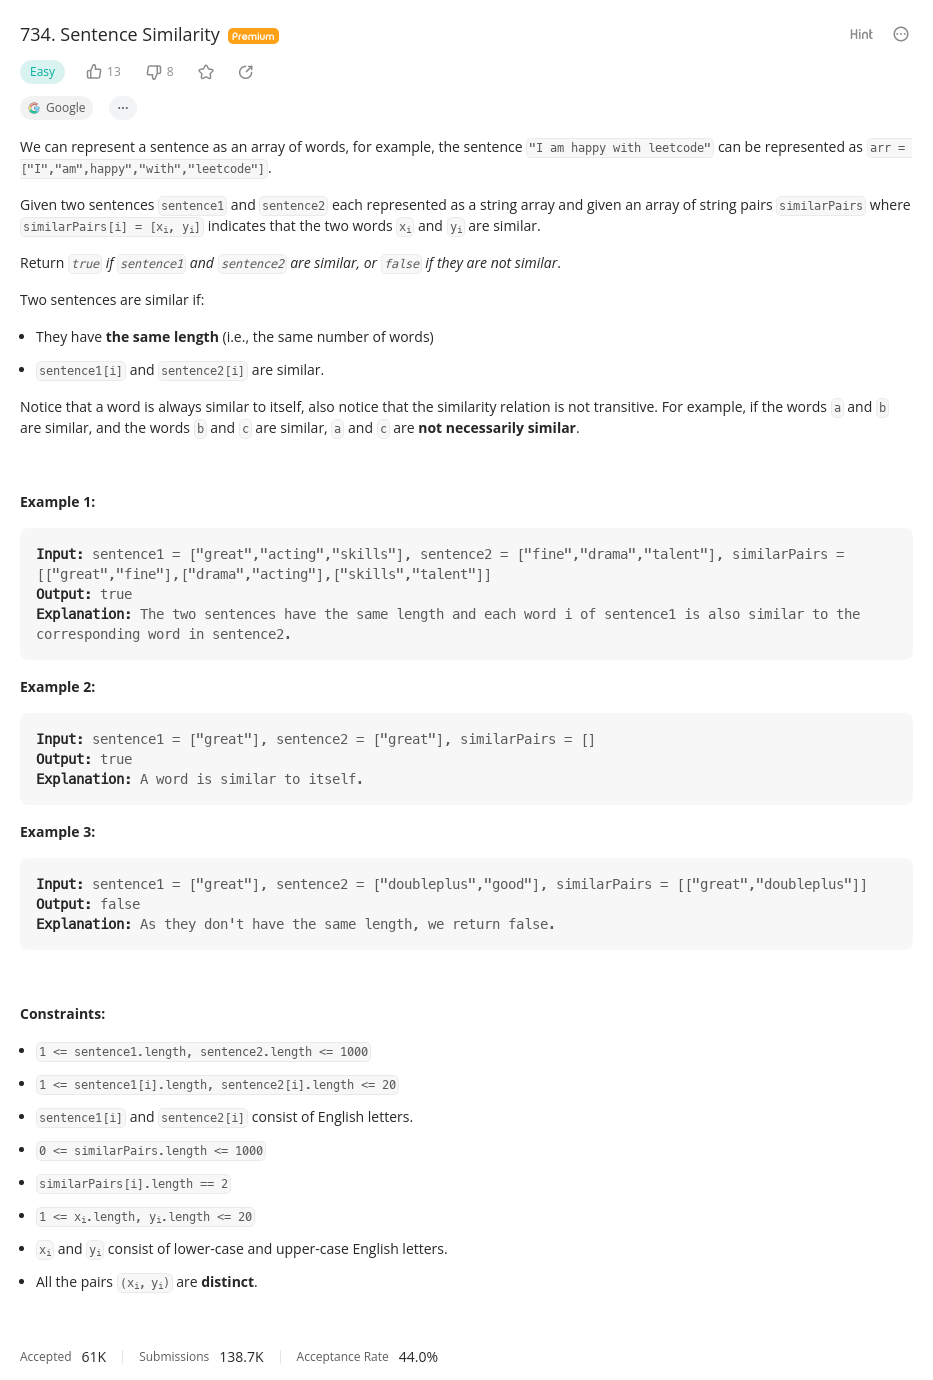 734. Sentence Similarity Premium Hint
Easy 13 8
Google ...
We can represent a sentence as an array of words, for example, the sentence "I am happy with leetcode" can be represented as arr =
["I","am",happy","with","leetcode"].
Given two sentences sentence1 and sentence2 each represented as a string array and given an array of string pairs similarPairs where
similarPairs[i] = [xi, yi] indicates that the two words xi and yi are similar.
Return true if sentence1 and sentence2 are similar, or false if they are not similar.
Two sentences are similar if:
• They have the same length (i.e., the same number of words)
• sentence1[i] and sentence2[i] are similar.
Notice that a word is always similar to itself, also notice that the similarity relation is not transitive. For example, if the words a and b
are similar, and the words b and c are similar, a and c are not necessarily similar.
Example 1:
Input: sentence1 = ["great","acting","skills"], sentence2 = ["fine","drama","talent"], similarPairs =
[["great","fine"],["drama","acting"],["skills","talent"]]
Output: true
Explanation: The two sentences have the same length and each word i of sentence1 is also similar to the
corresponding word in sentence2.
Example 2:
Input: sentence1 = ["great"], sentence2 = ["great"], similarPairs = []
Output: true
Explanation: A word is similar to itself.
Example 3:
Input: sentence1 = ["great"], sentence2 = ["doubleplus","good"], similarPairs = [["great","doubleplus"]]
Output: false
Explanation: As they don't have the same length, we return false.
Constraints:
• 1 <= sentence1.length, sentence2.length <= 1000
• 1 <= sentence1[i].length, sentence2[i].length <= 20
• sentence1[i] and sentence2[i] consist of English letters.
• 0 <= similarPairs.length <= 1000
• similarPairs[i].length == 2
• 1 <= xi.length, yi.length <= 20
• xi and yi consist of lower-case and upper-case English letters.
• All the pairs (xi, yi) are distinct.
Accepted 61K Submissions 138.7K Acceptance Rate 44.0%